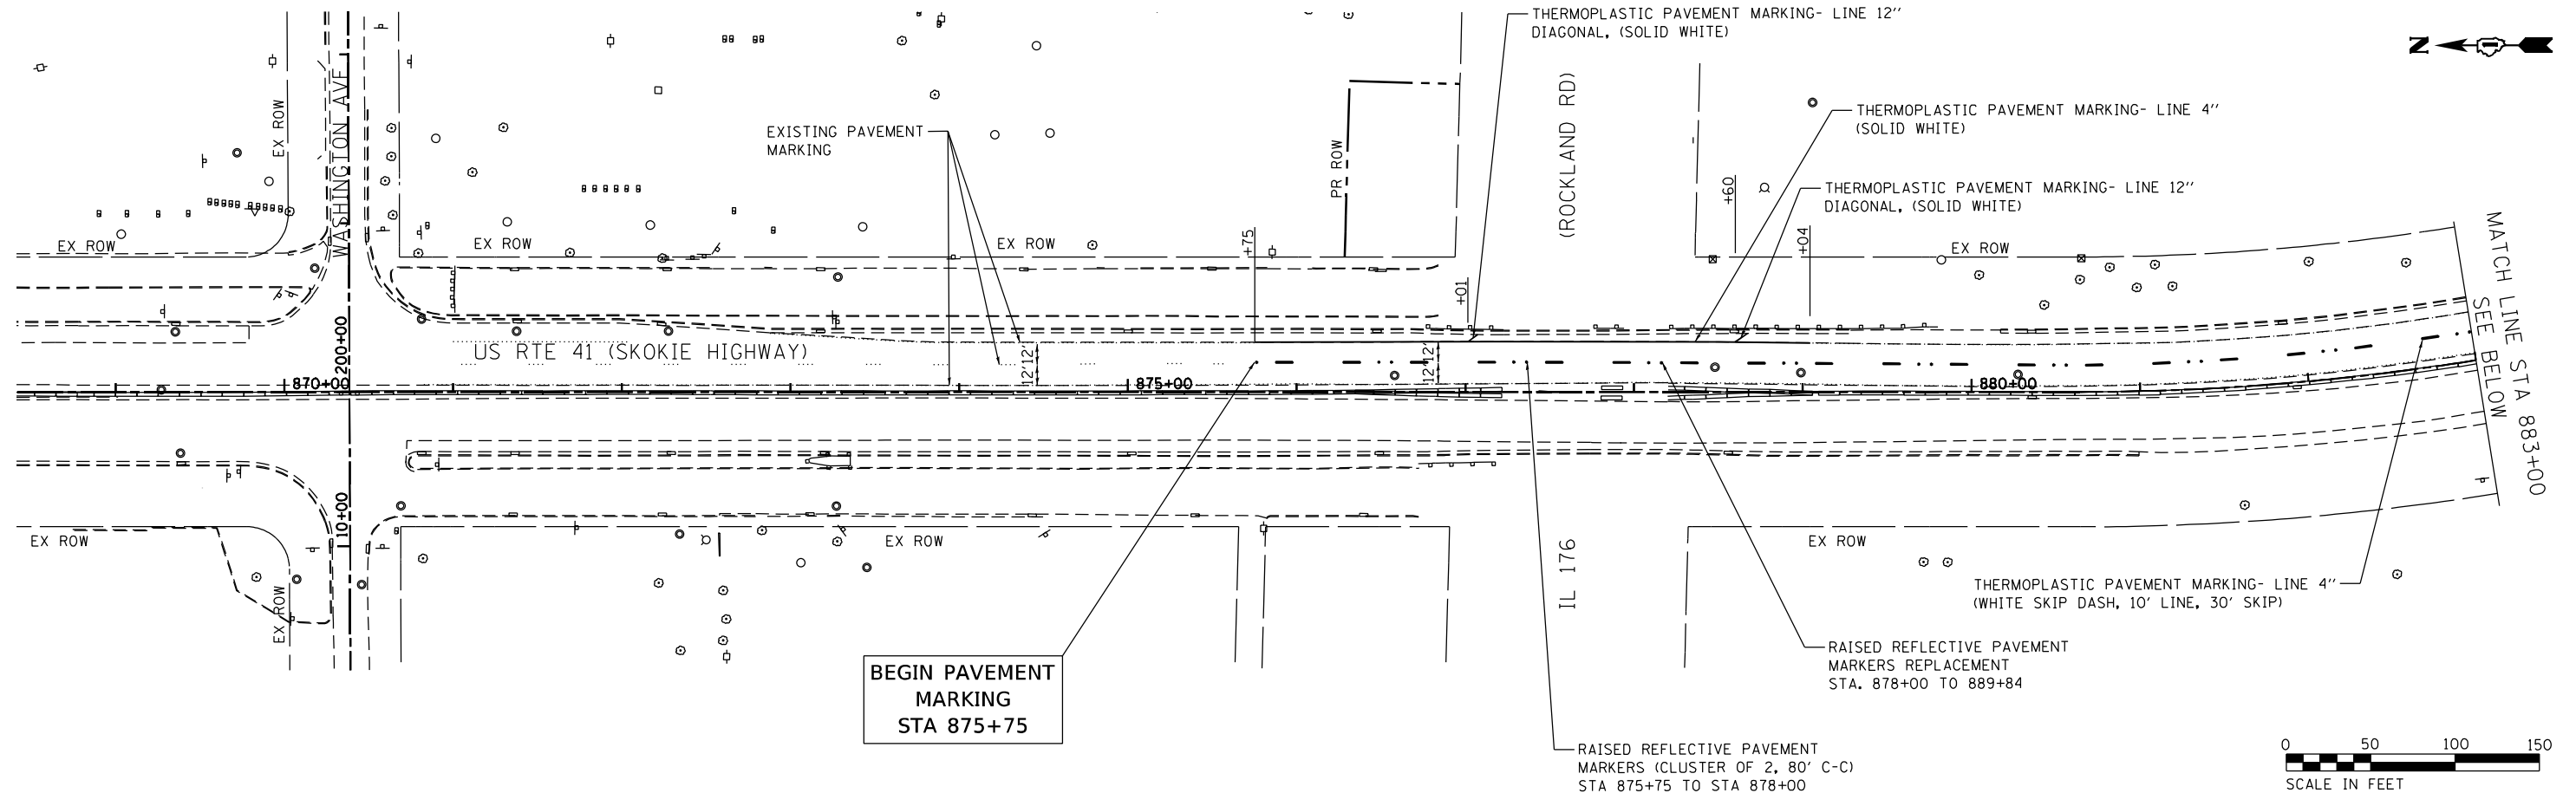 THERMOPLASTIC PAVEMENT MARKING- LINE 12''
DIAGONAL, (SOLID WHITE)
N
WASHINGTON AVE
EX ROW
EXISTING PAVEMENT
MARKING
PR ROW
(ROCKLAND RD)
THERMOPLASTIC PAVEMENT MARKING- LINE 4''
(SOLID WHITE)
THERMOPLASTIC PAVEMENT MARKING- LINE 12''
DIAGONAL, (SOLID WHITE)
+60
+04
+75
+01
EX ROW
EX ROW
EX ROW
EX ROW
MATCH LINE STA 883+00
SEE BELOW
US RTE 41 (SKOKIE HIGHWAY)
12' 12'
12' 12'
200+00
870+00
875+00
880+00
10+00
EX ROW
EX ROW
EX ROW
EX ROW
IL 176
THERMOPLASTIC PAVEMENT MARKING- LINE 4''
(WHITE SKIP DASH, 10' LINE, 30' SKIP)
RAISED REFLECTIVE PAVEMENT
MARKERS REPLACEMENT
STA. 878+00 TO 889+84
BEGIN PAVEMENT
MARKING
STA 875+75
RAISED REFLECTIVE PAVEMENT
MARKERS (CLUSTER OF 2, 80' C-C)
STA 875+75 TO STA 878+00
0 50 100 150
SCALE IN FEET